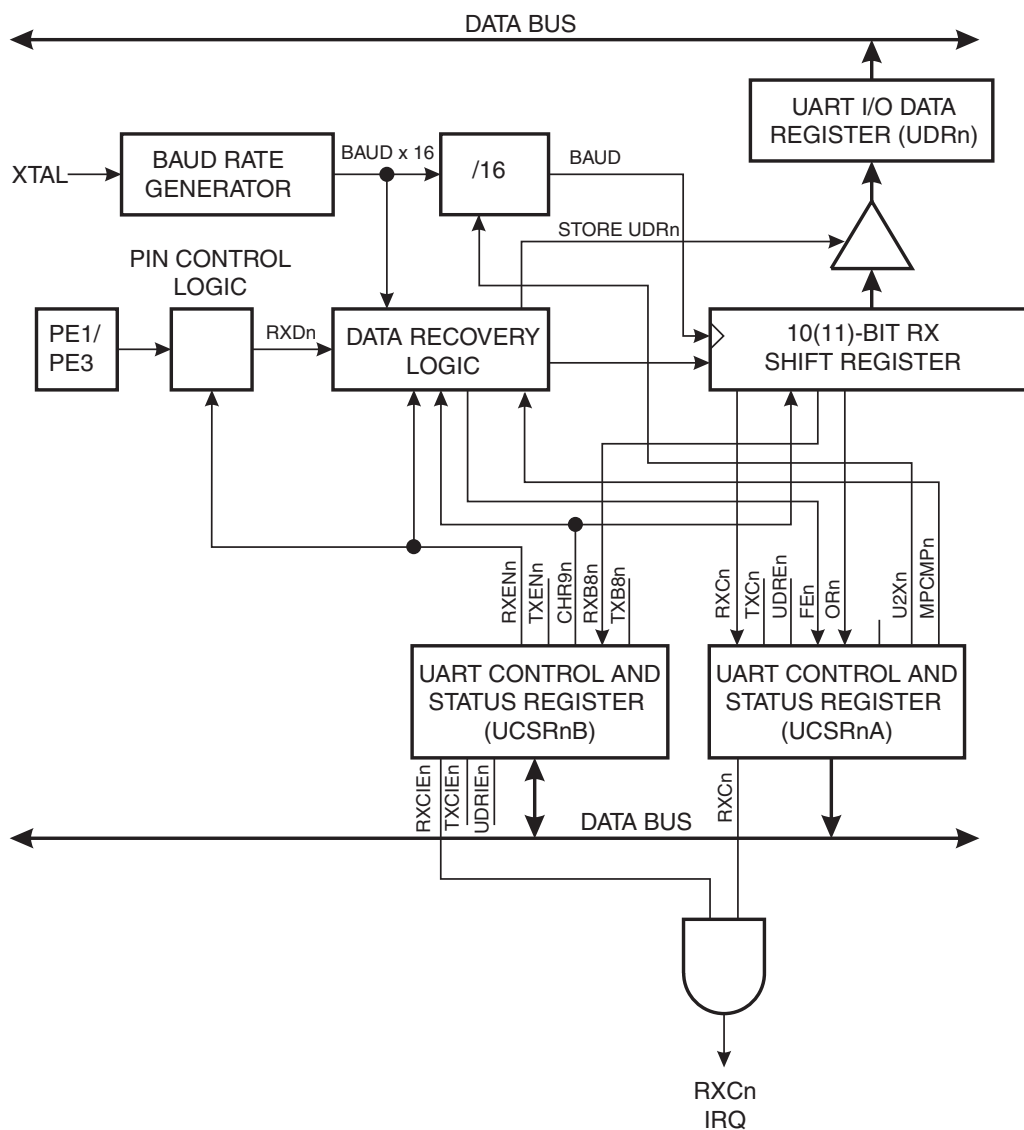 DATA BUS
UART I/O DATA
REGISTER (UDRn)
XTAL
BAUD RATE
GENERATOR
BAUD x 16
/16
BAUD
STORE UDRn
PIN CONTROL
LOGIC
PE1/
PE3
RXDn
DATA RECOVERY
LOGIC
10(11)-BIT RX
SHIFT REGISTER
RXENn
TXENn
CHR9n
RXB8n
TXB8n
RXCn
TXCn
UDREn
FEn
ORn
U2Xn
MPCMPn
UART CONTROL AND
STATUS REGISTER
(UCSRnB)
UART CONTROL AND
STATUS REGISTER
(UCSRnA)
RXCIEn
TXCIEn
UDRIEn
RXCn
DATA BUS
RXCn
IRQ